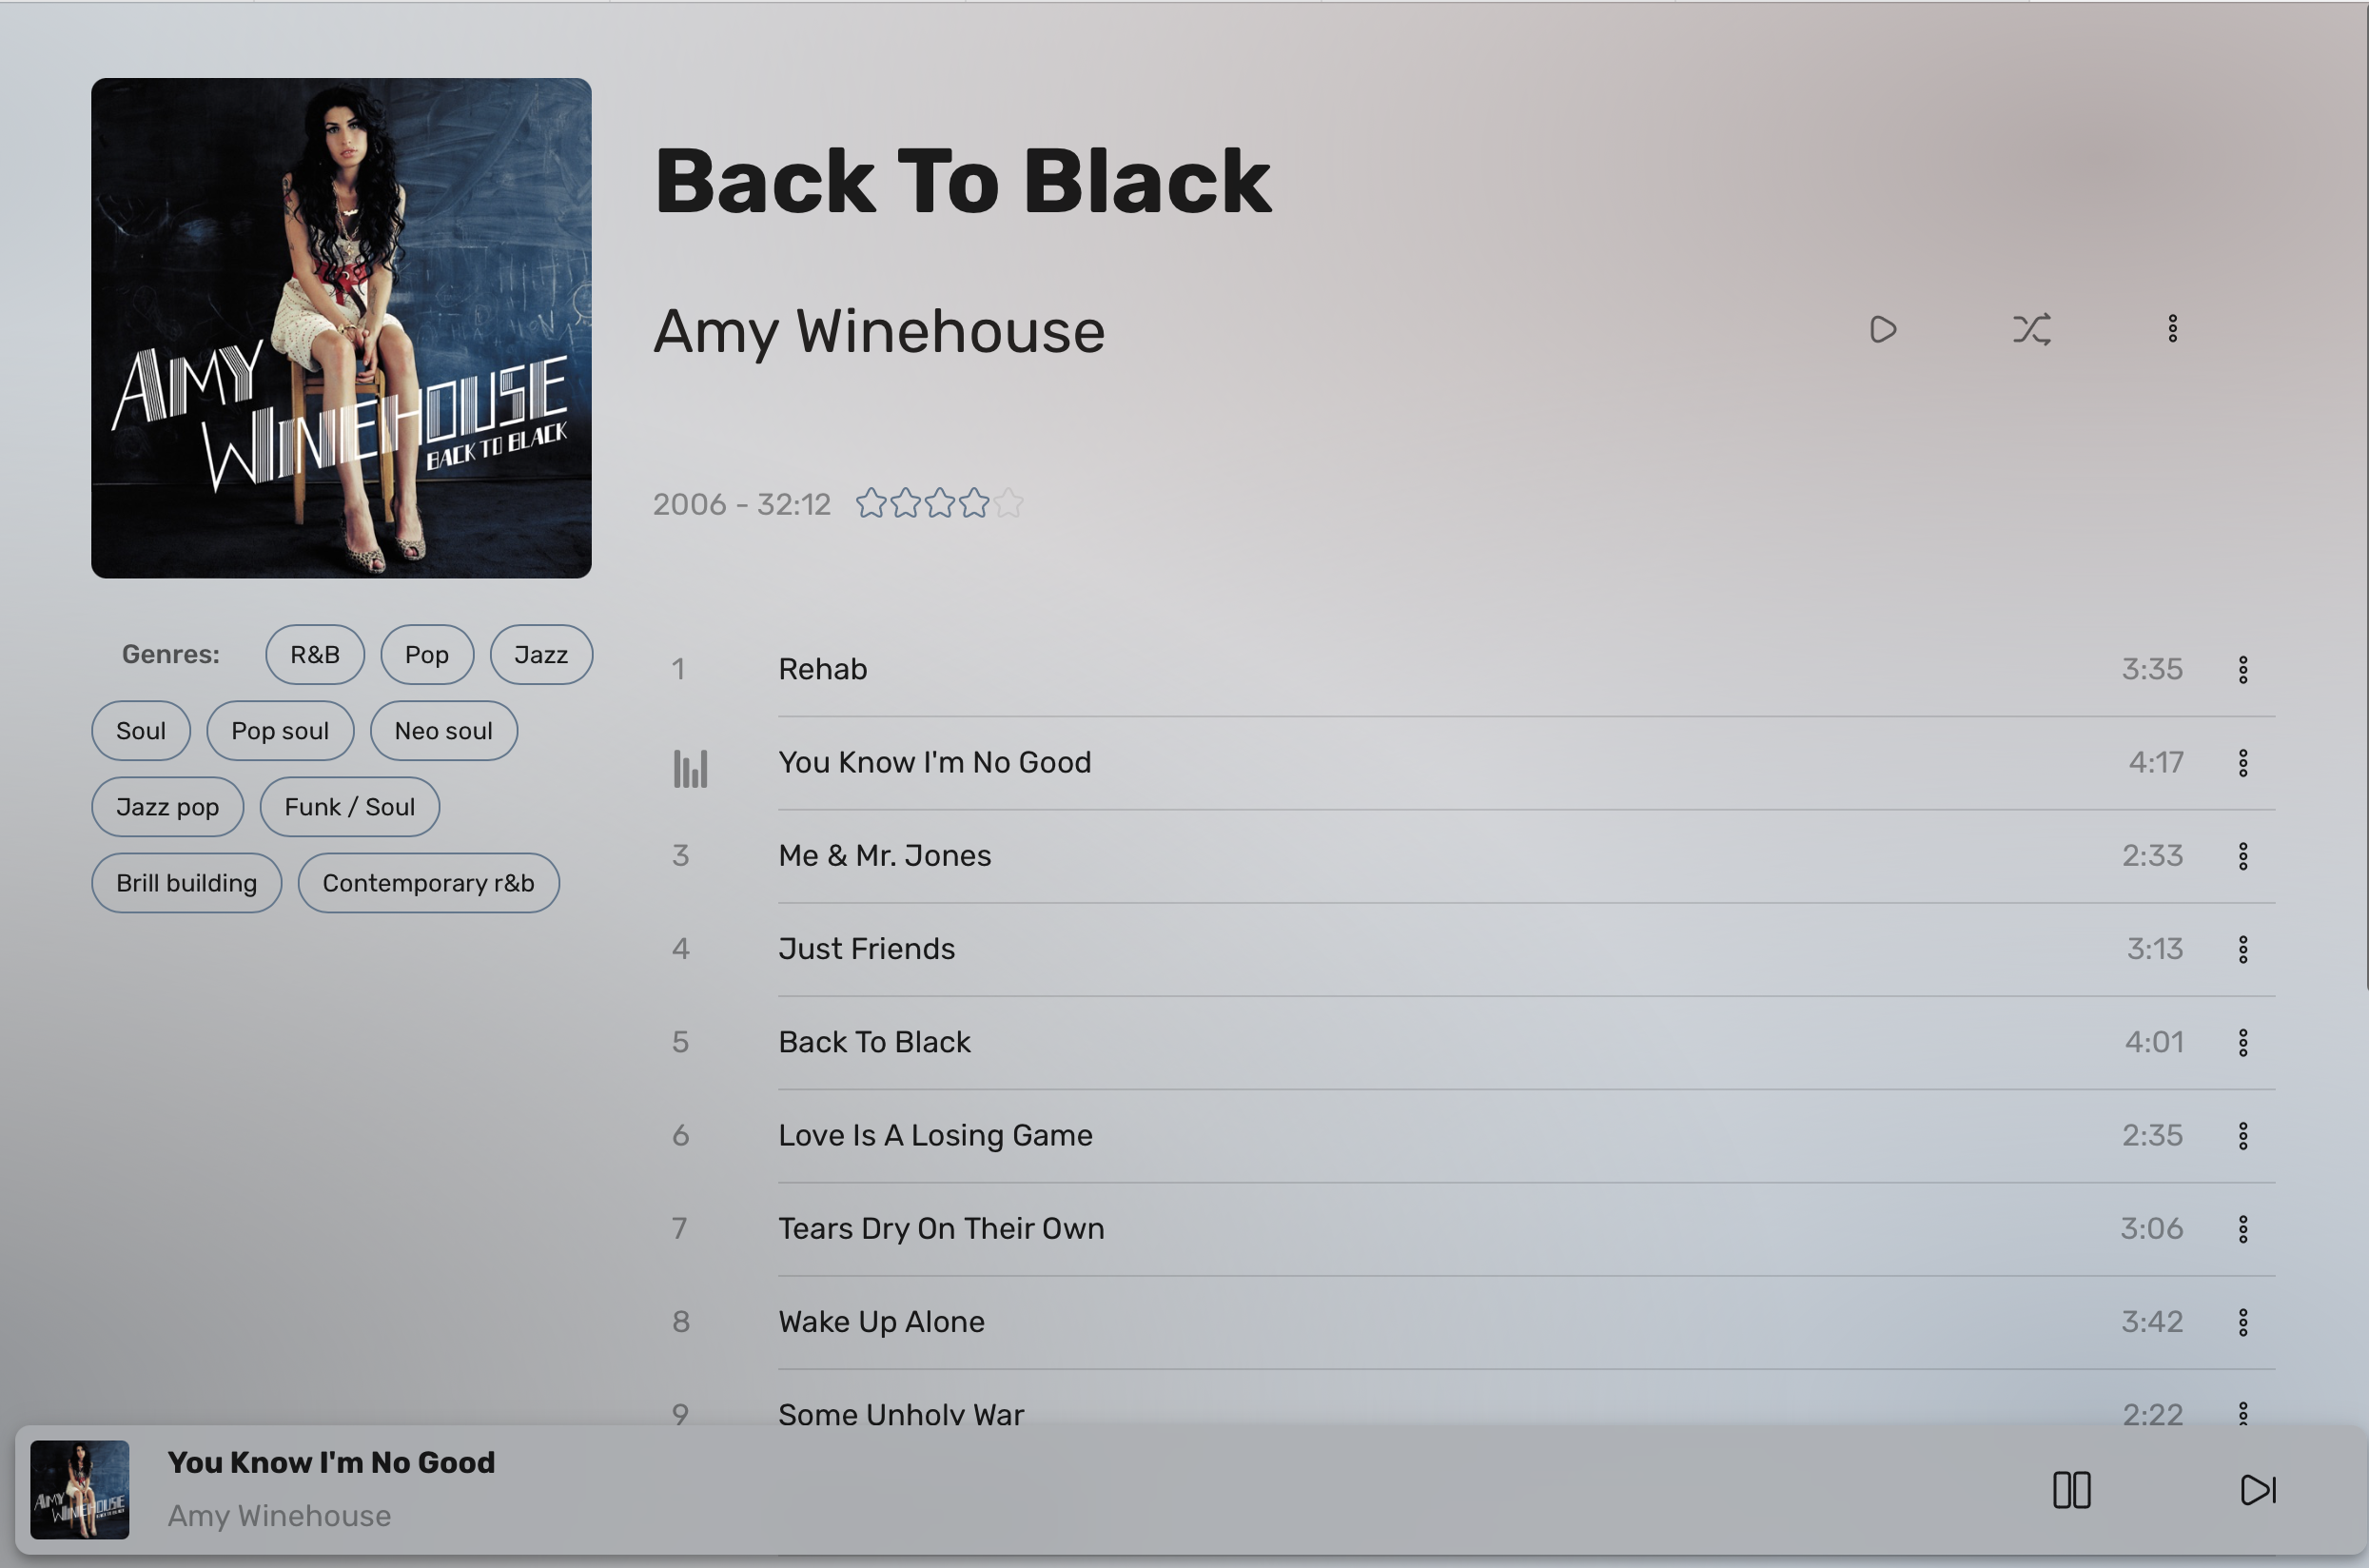 AMY
WINEHOUSE
BACK TO BLACK
Back To Black
Amy Winehouse
2006 - 32:12
Genres: R&B Pop Jazz
Soul Pop soul Neo soul
Jazz pop Funk / Soul
Brill building Contemporary r&b
1 Rehab 3:35
You Know I'm No Good 4:17
3 Me & Mr. Jones 2:33
4 Just Friends 3:13
5 Back To Black 4:01
6 Love Is A Losing Game 2:35
7 Tears Dry On Their Own 3:06
8 Wake Up Alone 3:42
9 Some Unholy War 2:22
AMY
WINEHOUSE
You Know I'm No Good
Amy Winehouse